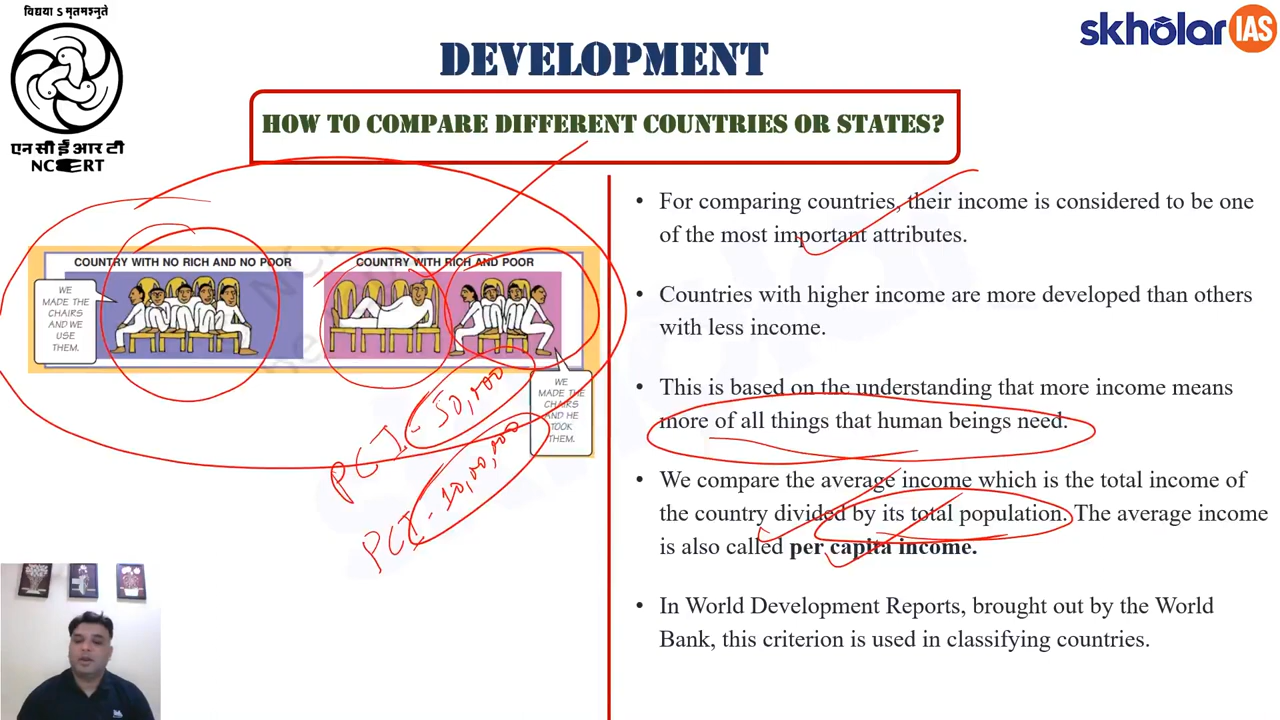 विद्यया ऽ मृतमश्नुते
एन सी ई आर टी
NCERT
skholar IAS
DEVELOPMENT
HOW TO COMPARE DIFFERENT COUNTRIES OR STATES?
COUNTRY WITH NO RICH AND NO POOR
WE
MADE THE
CHAIRS
AND WE
USE
THEM.
COUNTRY WITH RICH AND POOR
WE
MADE THE
CHAIRS
AND HE
TOOK
THEM.
PCI - 50,000
PCI - 10,00,000
• For comparing countries, their income is considered to be one
of the most important attributes.
• Countries with higher income are more developed than others
with less income.
• This is based on the understanding that more income means
more of all things that human beings need.
• We compare the average income which is the total income of
the country divided by its total population. The average income
is also called per capita income.
• In World Development Reports, brought out by the World
Bank, this criterion is used in classifying countries.